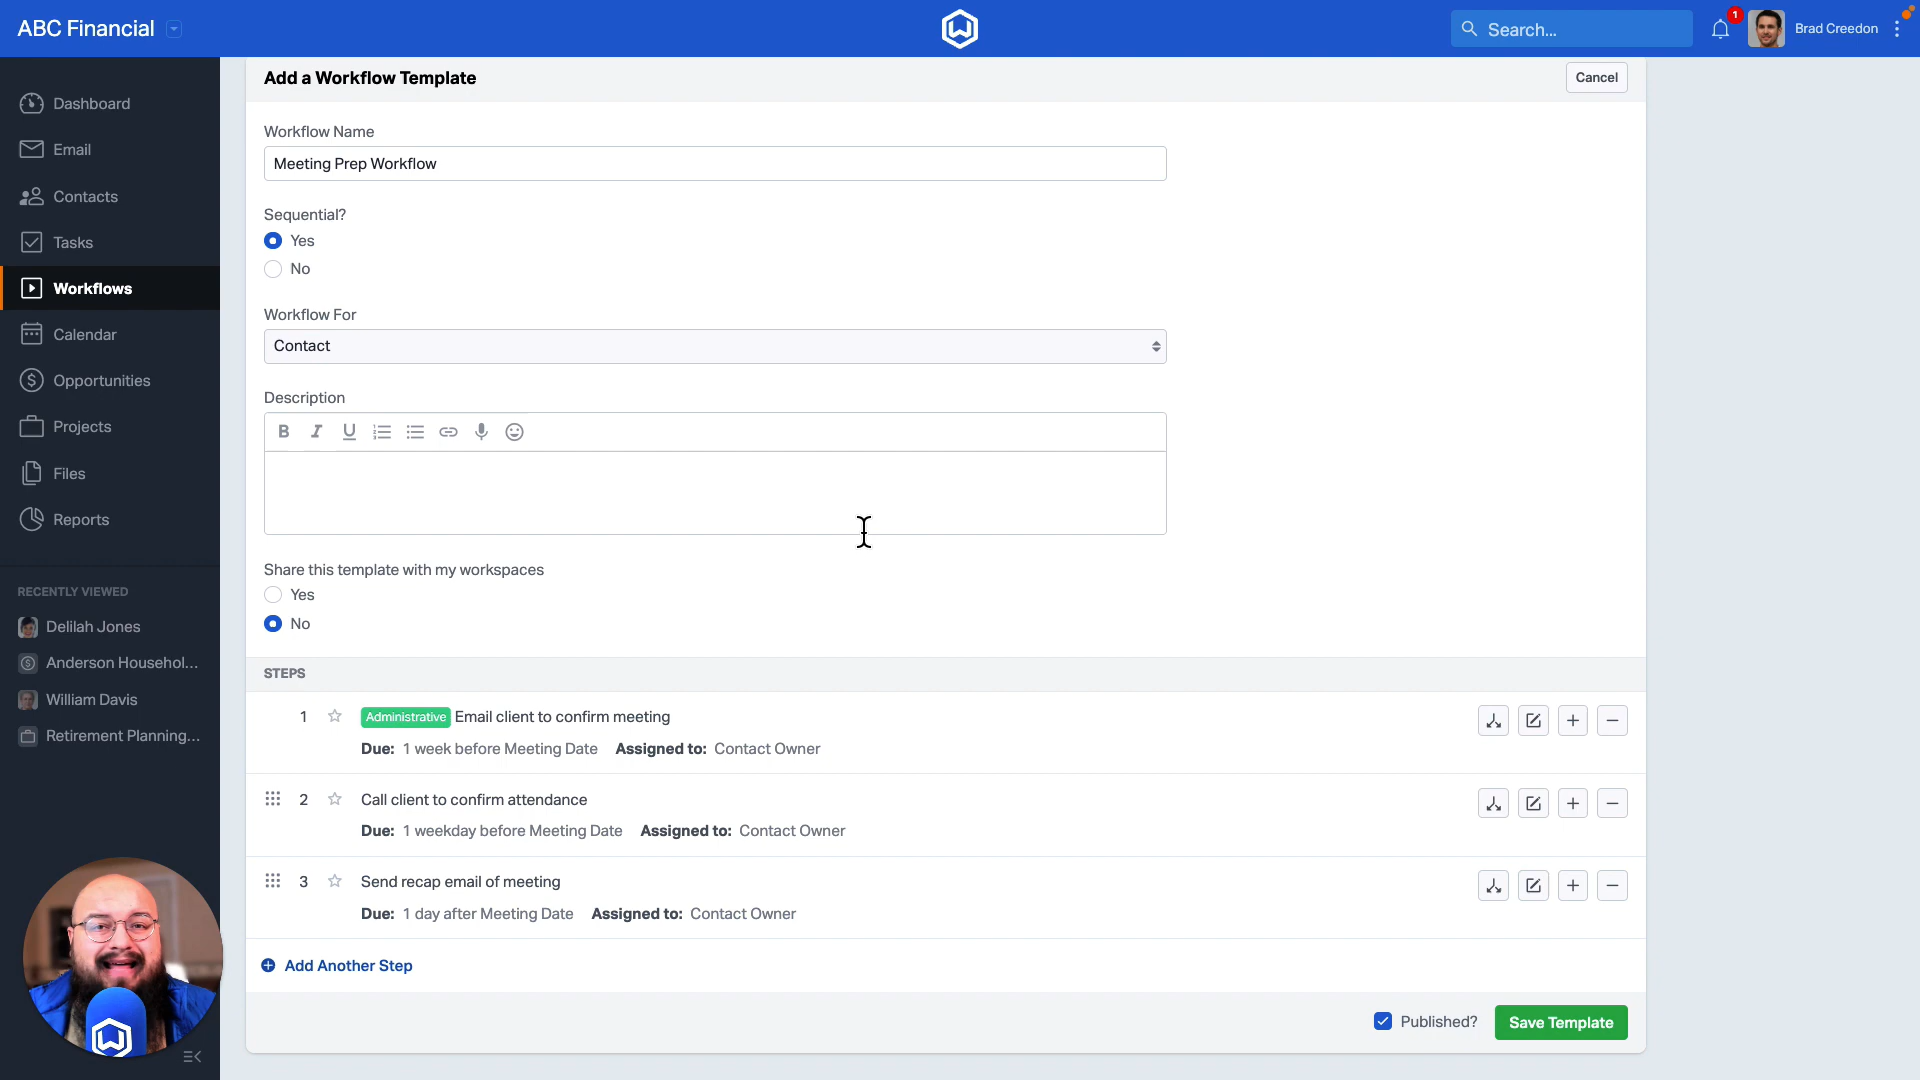 ABC Financial
Search...
1
Brad Creedon
Dashboard
Email
Contacts
Tasks
Workflows
Calendar
Opportunities
Projects
Files
Reports
RECENTLY VIEWED
Delilah Jones
Anderson Househol...
William Davis
Retirement Planning...
Add a Workflow Template
Cancel
Workflow Name
Meeting Prep Workflow
Sequential?
Yes
No
Workflow For
Contact
Description
B I U
Share this template with my workspaces
Yes
No
STEPS
1 Administrative Email client to confirm meeting
Due: 1 week before Meeting Date Assigned to: Contact Owner
2 Call client to confirm attendance
Due: 1 weekday before Meeting Date Assigned to: Contact Owner
3 Send recap email of meeting
Due: 1 day after Meeting Date Assigned to: Contact Owner
Add Another Step
Published? Save Template